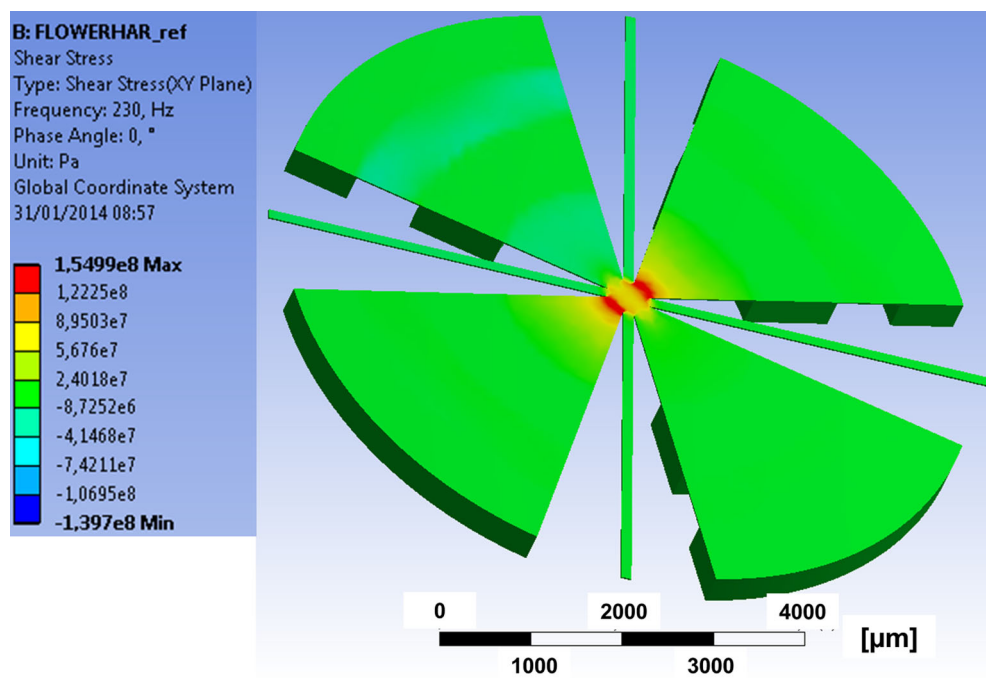 B: FLOWERHAR_ref
Shear Stress
Type: Shear Stress(XY Plane)
Frequency: 230, Hz
Phase Angle: 0, °
Unit: Pa
Global Coordinate System
31/01/2014 08:57
1,5499e8 Max
1,2225e8
8,9503e7
5,676e7
2,4018e7
-8,7252e6
-4,1468e7
-7,4211e7
-1,0695e8
-1,397e8 Min
0 2000 4000
[µm]
1000 3000